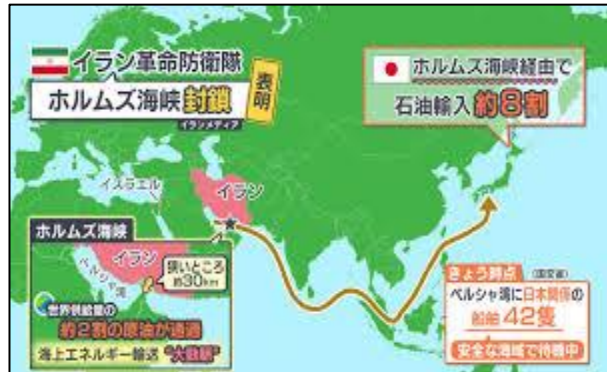 イラン革命防衛隊
ホルムズ海峡封鎖
表明
イランメディア
ホルムズ海峡経由で
石油輸入約8割
イスラエル
イラン
ホルムズ海峡
イラン
ペルシャ湾
狭いところ
約30km
世界供給量の
約2割の原油が通過
海上エネルギー輸送
きょう時点
ペルシャ湾に日本関係の
船舶42隻
安全な海域で待機中